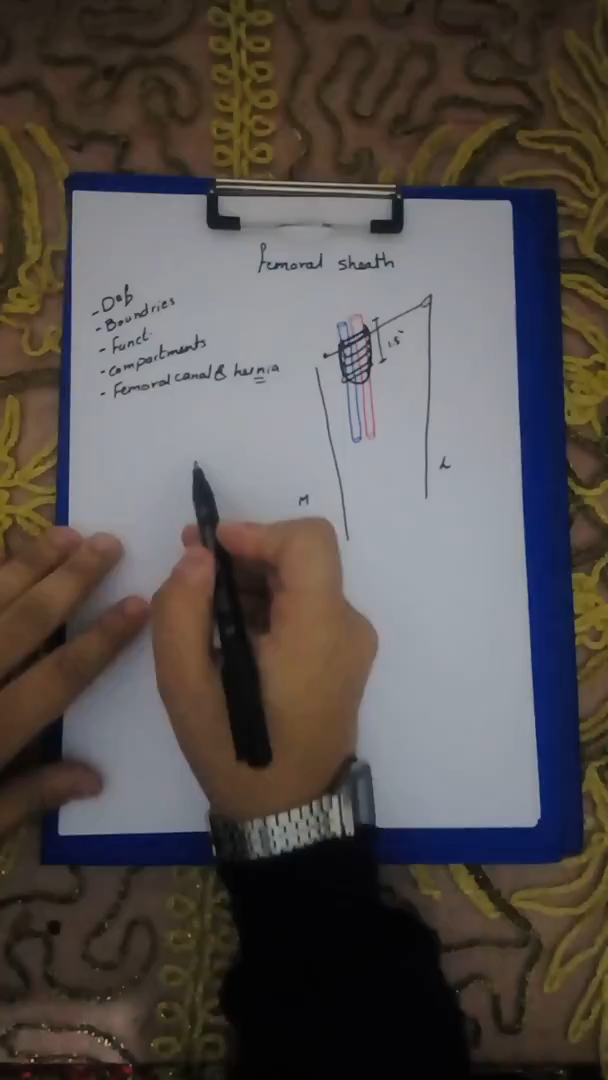 Femoral sheath
- Def
- Boundries
- Funct.
- compartments
- Femoral canal & hernia
1.5"
M
L